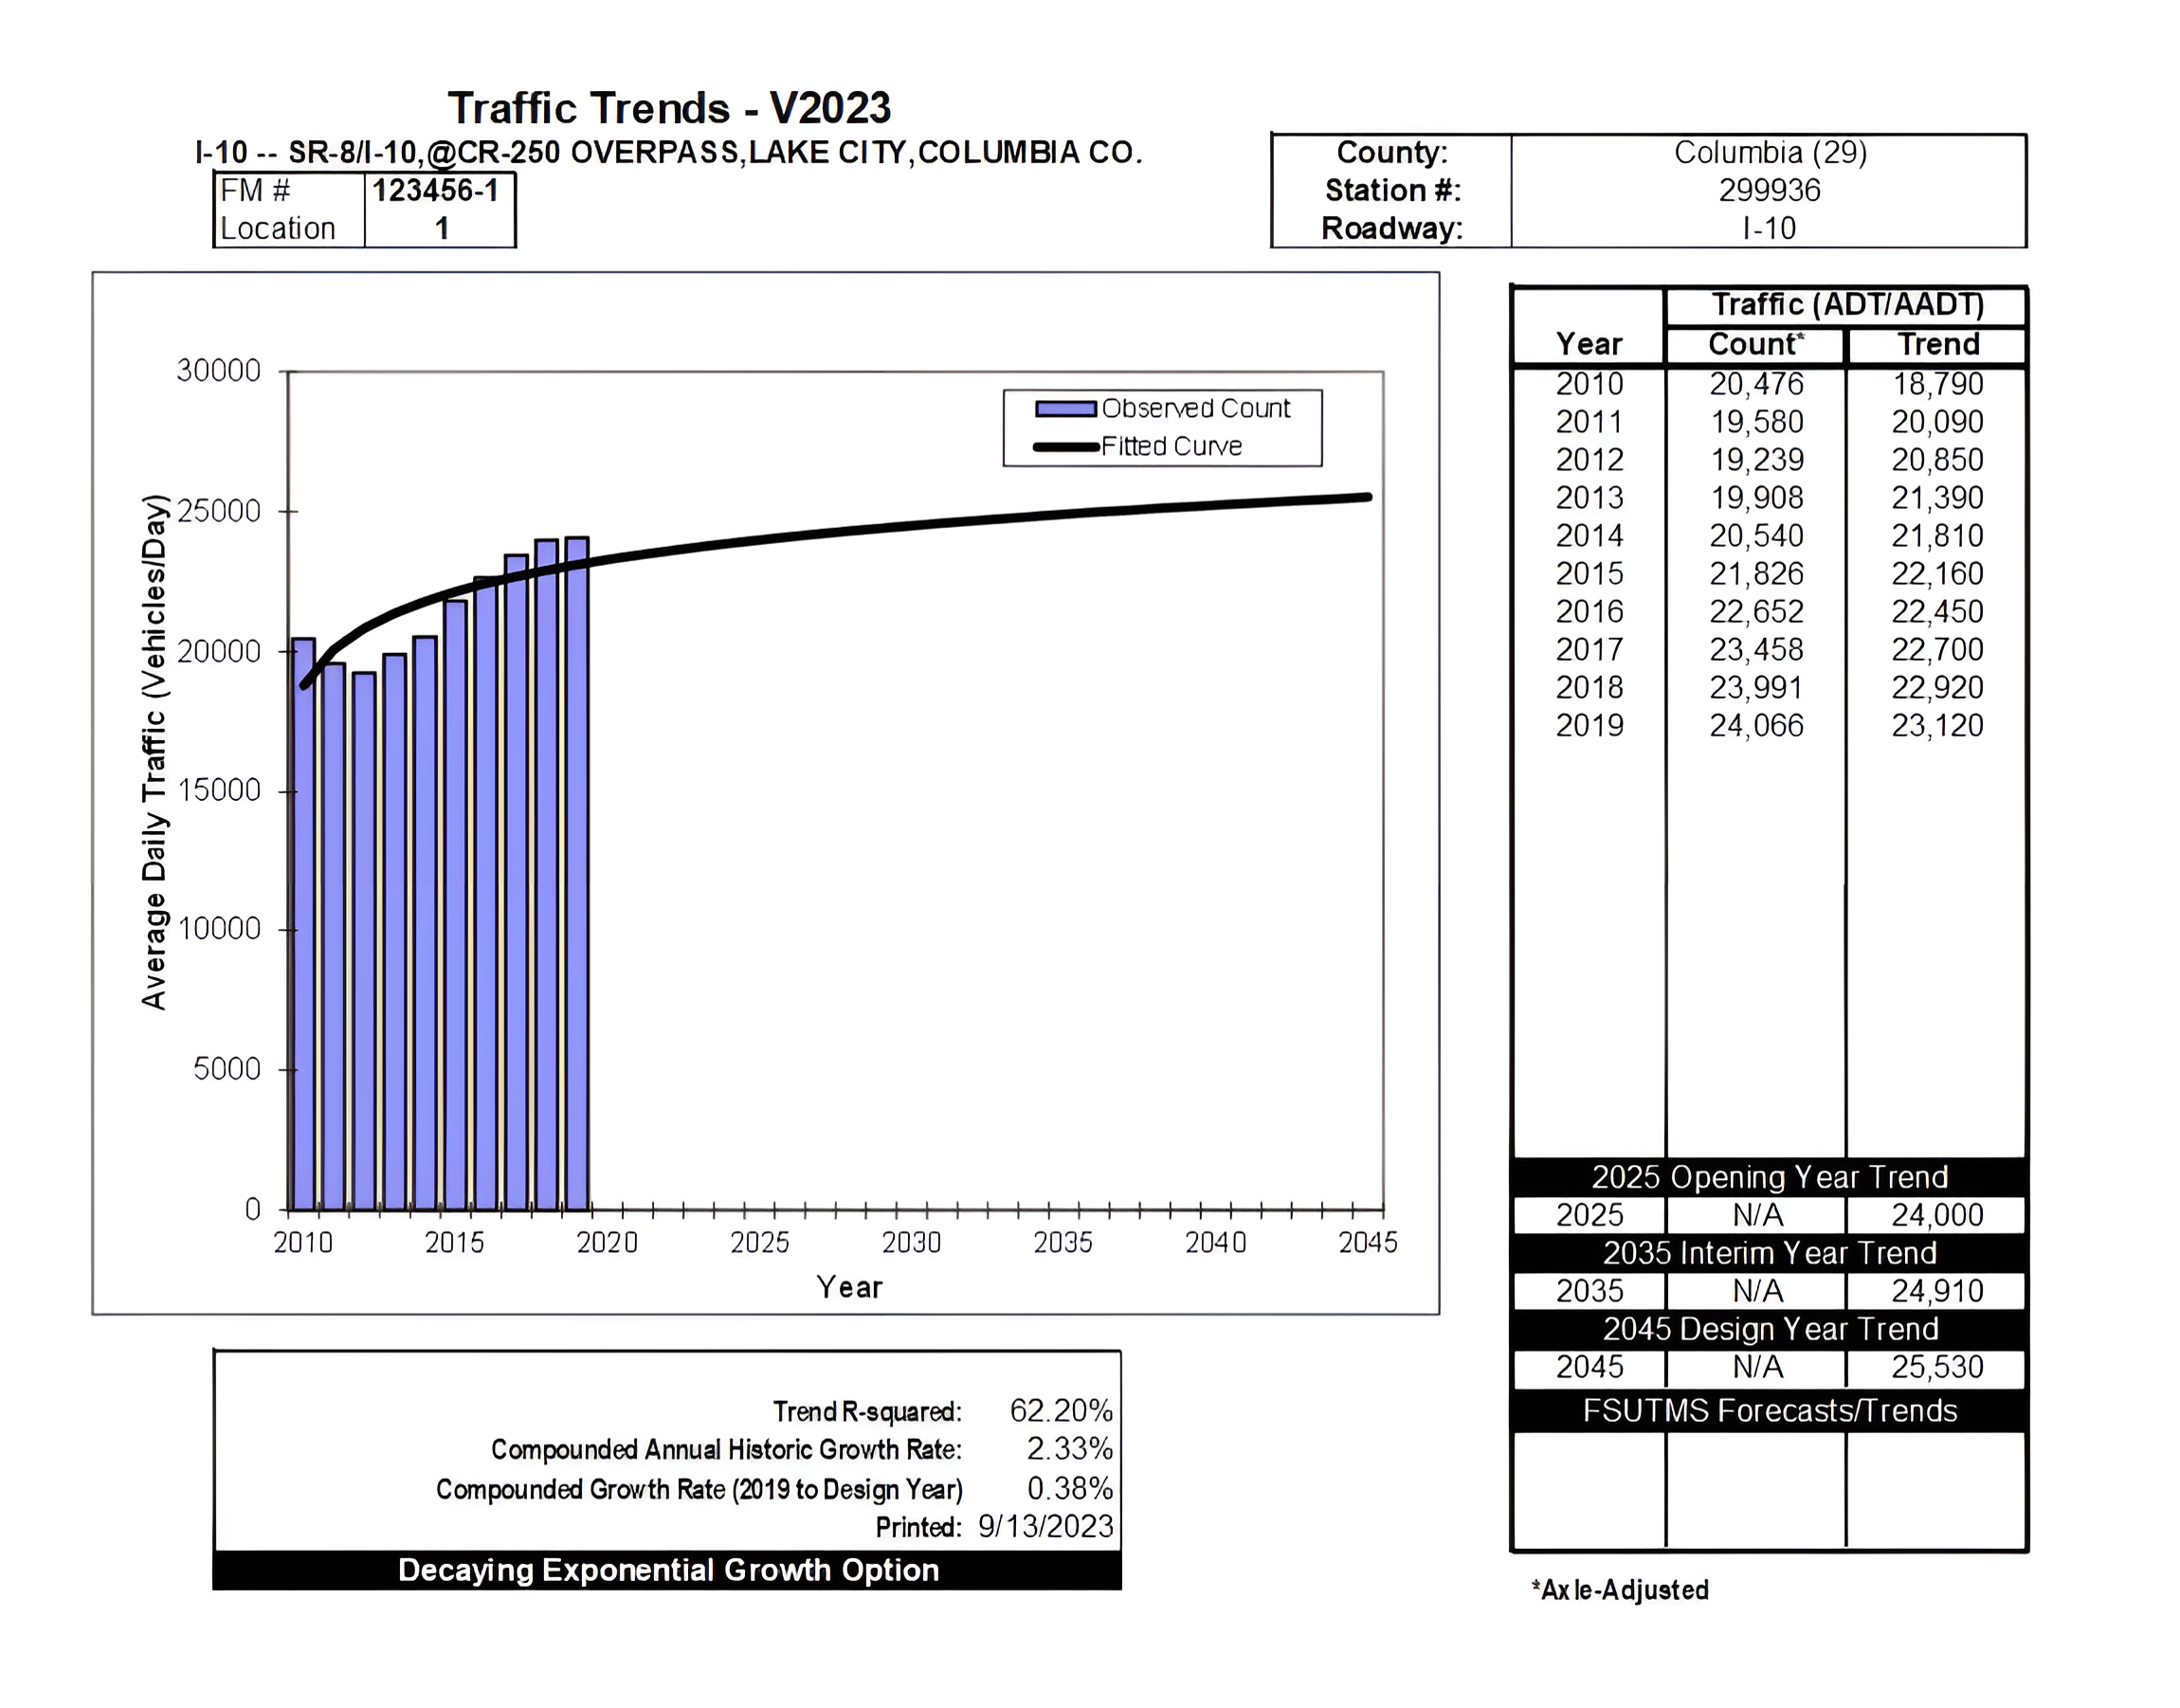 Traffic Trends - V2023
I-10 -- SR-8/I-10,@CR-250 OVERPASS,LAKE CITY,COLUMBIA CO.
FM # 123456-1
Location 1
County: Columbia (29)
Station #: 299936
Roadway: I-10
Average Daily Traffic (Vehicles/Day)
30000
25000
20000
15000
10000
5000
0
Observed Count
Fitted Curve
2010 2015 2020 2025 2030 2035 2040 2045
Year
Traffic (ADT/AADT)
Year Count* Trend
2010 20,476 18,790
2011 19,580 20,090
2012 19,239 20,850
2013 19,908 21,390
2014 20,540 21,810
2015 21,826 22,160
2016 22,652 22,450
2017 23,458 22,700
2018 23,991 22,920
2019 24,066 23,120
2025 Opening Year Trend
2025 N/A 24,000
2035 Interim Year Trend
2035 N/A 24,910
2045 Design Year Trend
2045 N/A 25,530
FSUTMS Forecasts/Trends
Trend R-squared: 62.20%
Compounded Annual Historic Growth Rate: 2.33%
Compounded Growth Rate (2019 to Design Year) 0.38%
Printed: 9/13/2023
Decaying Exponential Growth Option
*Axle-Adjusted